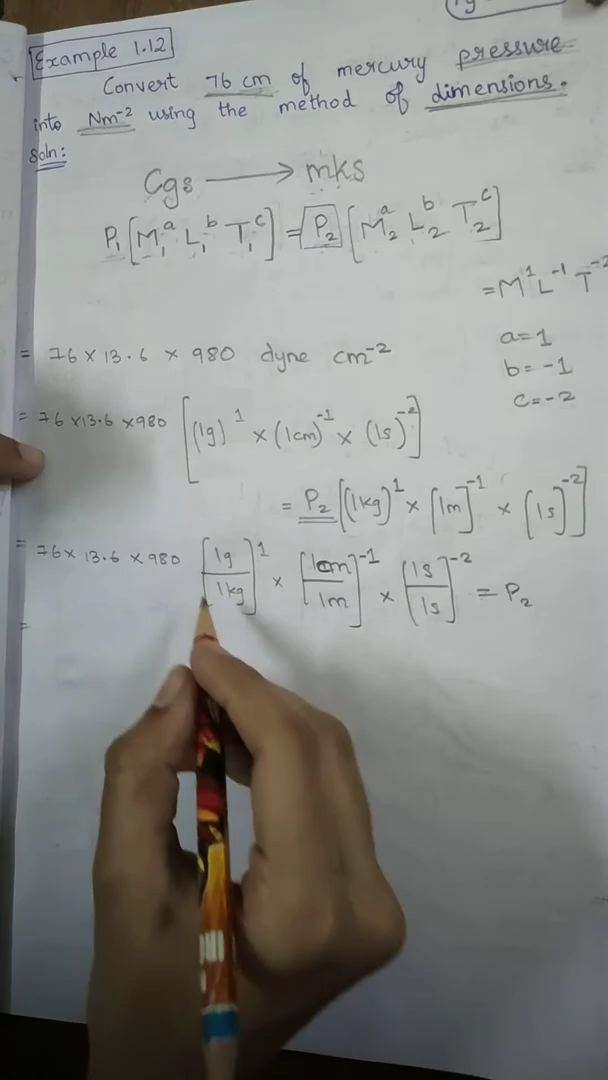 Example 1.12
Convert 76 cm of mercury pressure
into Nm⁻² using the method of dimensions.
Soln:
Cgs ⟶ mks
P₁[M₁ᵃ L₁ᵇ T₁ᶜ] = P₂ [M₂ᵃ L₂ᵇ T₂ᶜ]
= M¹ L⁻¹ T⁻²
a = 1
= 76 × 13.6 × 980 dyne cm⁻²
b = -1
c = -2
= 76 × 13.6 × 980 [(1g)¹ × (1cm)⁻¹ × (1s)⁻²]
= P₂ [(1kg)¹ × [1m]⁻¹ × (1s)⁻²]
= 76 × 13.6 × 980 [1g/1kg]¹ × [1cm/1m]⁻¹ × [1s/1s]⁻² = P₂
=